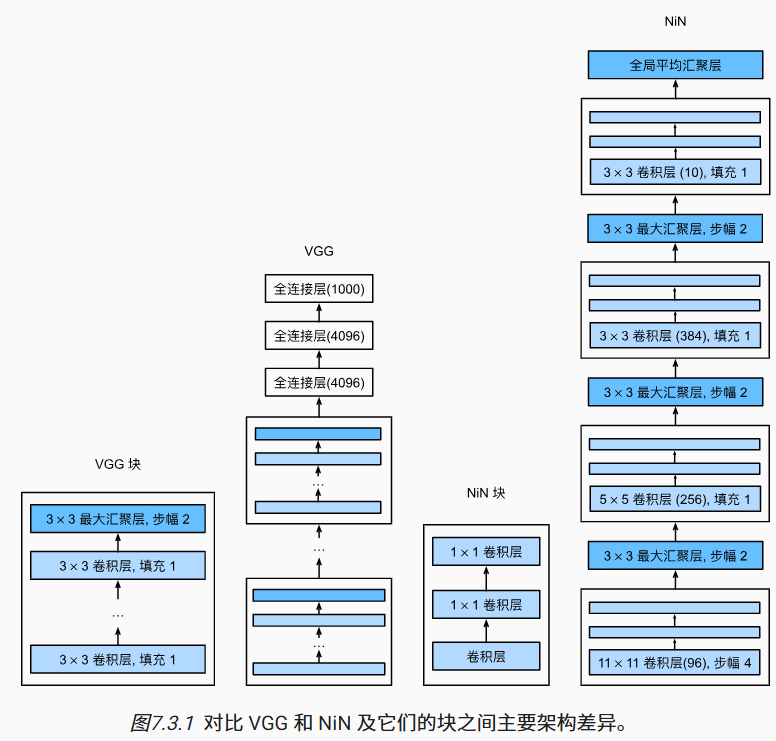 VGG 块
3 × 3 最大汇聚层, 步幅 2
3 × 3 卷积层, 填充 1
...
3 × 3 卷积层, 填充 1
VGG
全连接层(1000)
全连接层(4096)
全连接层(4096)
...
...
...
NiN 块
1 × 1 卷积层
1 × 1 卷积层
卷积层
NiN
全局平均汇聚层
3 × 3 卷积层 (10), 填充 1
3 × 3 最大汇聚层, 步幅 2
3 × 3 卷积层 (384), 填充 1
3 × 3 最大汇聚层, 步幅 2
5 × 5 卷积层 (256), 填充 1
3 × 3 最大汇聚层, 步幅 2
11 × 11 卷积层(96), 步幅 4
图7.3.1 对比 VGG 和 NiN 及它们的块之间主要架构差异。